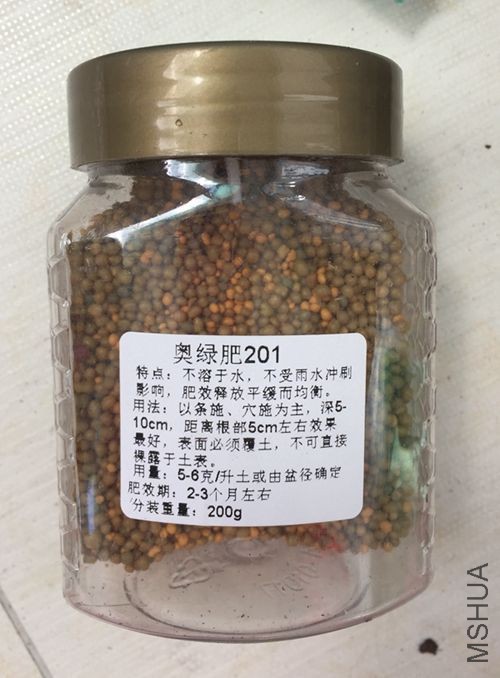 奥绿肥201
特点：不溶于水，不受雨水冲刷
影响，肥效释放平缓而均衡。
用法：以条施、穴施为主，深5-
10cm，距离根部5cm左右效果
最好，表面必须覆土，不可直接
裸露于土表。
用量：5-6克/升土或由盆径确定
肥效期：2-3个月左右
分装重量：200g
MSHUA